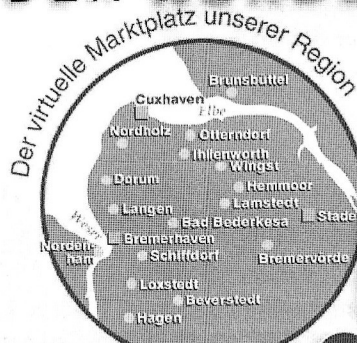 Der virtuelle Marktplatz unserer Region
Brunsbüttel
Cuxhaven
Elbe
Nordholz
Otterndorf
Ihlienworth
Wingst
Dorum
Hemmoor
Lamstedt
Langen
Stade
Bad Bederkesa
Weser
Norden-
ham
Bremerhaven
Schiffdorf
Bremervörde
Loxstedt
Beverstedt
Hagen